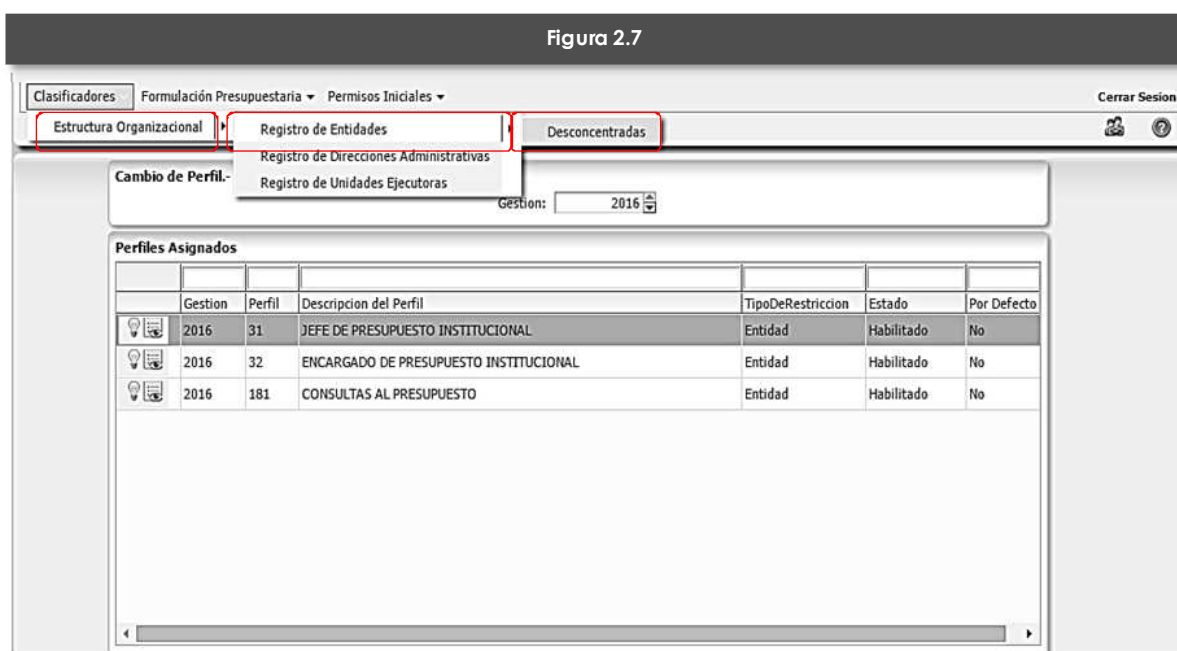 Figura 2.7
Clasificadores Formulación Presupuestaria Permisos Iniciales Cerrar Sesion
Estructura Organizacional Registro de Entidades Desconcentradas
Registro de Direcciones Administrativas
Cambio de Perfil.- Registro de Unidades Ejecutoras
Gestion: 2016
Perfiles Asignados
Gestion Perfil Descripcion del Perfil TipoDeRestriccion Estado Por Defecto
2016 31 JEFE DE PRESUPUESTO INSTITUCIONAL Entidad Habilitado No
2016 32 ENCARGADO DE PRESUPUESTO INSTITUCIONAL Entidad Habilitado No
2016 181 CONSULTAS AL PRESUPUESTO Entidad Habilitado No